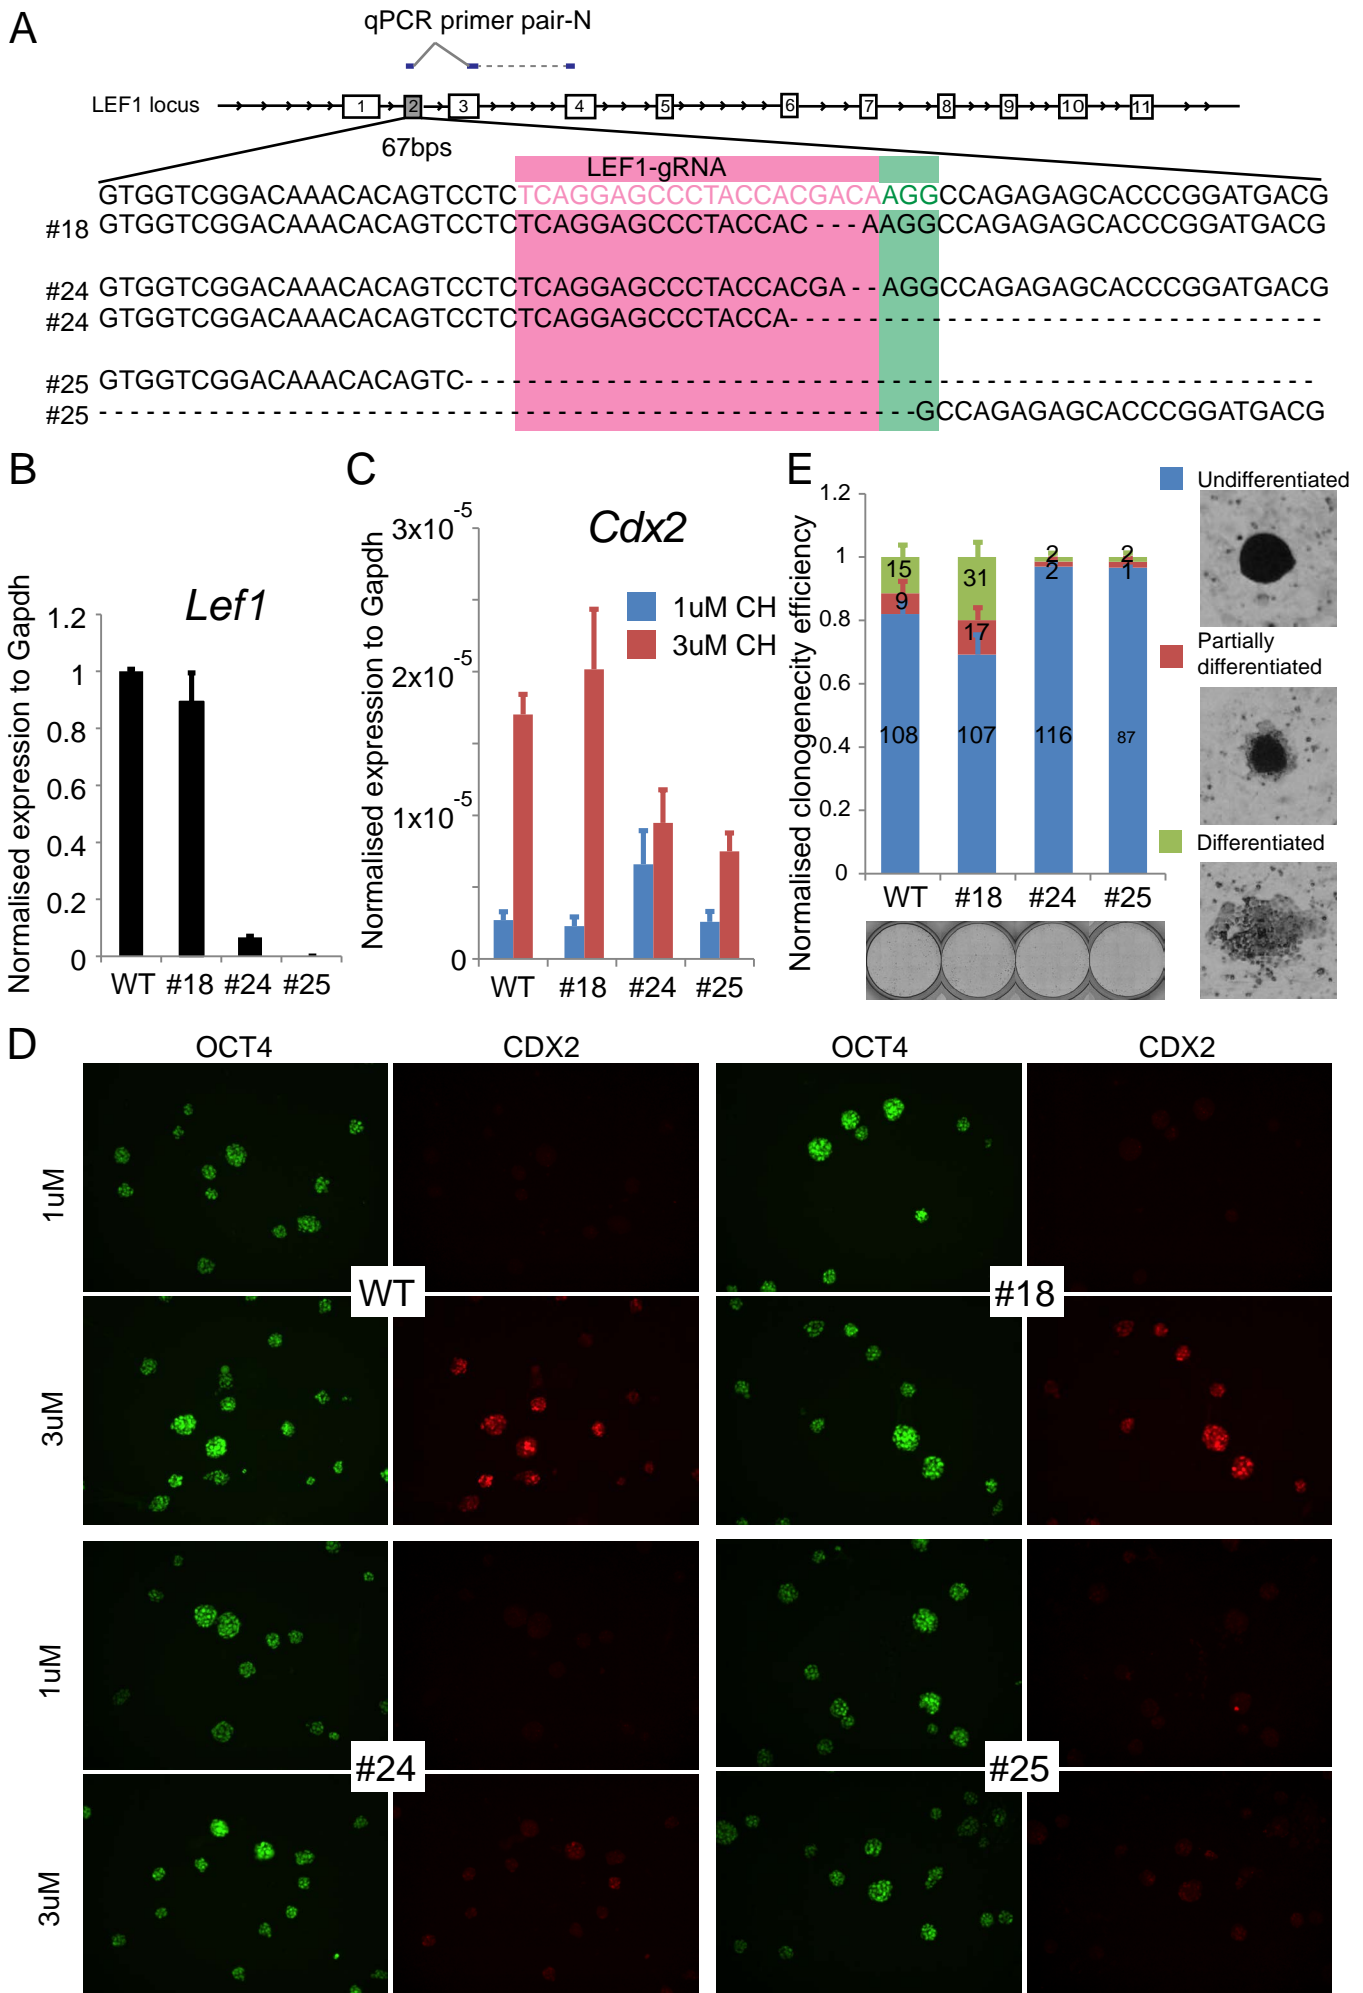 A
qPCR primer pair-N
LEF1 locus
1 2 3 4 5 6 7 8 9 10 11
67bps
LEF1-gRNA
GTGGTCGGACAAACACAGTCCTCTCAGGAGCCCTACCACGACAAGGCCAGAGAGCACCCGGATGACG
#18 GTGGTCGGACAAACACAGTCCTCTCAGGAGCCCTACCAC - - - AAGGCCAGAGAGCACCCGGATGACG
#24 GTGGTCGGACAAACACAGTCCTCTCAGGAGCCCTACCACGA - - AGGCCAGAGAGCACCCGGATGACG
#24 GTGGTCGGACAAACACAGTCCTCTCAGGAGCCCTACCA- - - - - - - - - - - - - - - - - - - - - - - - - - - - -
#25 GTGGTCGGACAAACACAGTC- - - - - - - - - - - - - - - - - - - - - - - - - - - - - - - - - - - - - - - - - - - - - - -
#25 - - - - - - - - - - - - - - - - - - - - - - - - - - - - - - - - - - - - - - - - - - - - -GCCAGAGAGCACCCGGATGACG
B
Normalised expression to Gapdh
Lef1
1.2
1
0.8
0.6
0.4
0.2
0
WT #18 #24 #25
C
Normalised expression to Gapdh
Cdx2
3x10-5
2x10-5
1x10-5
0
1uM CH
3uM CH
WT #18 #24 #25
E
Normalised clonogenecity efficiency
1.2
1
0.8
0.6
0.4
0.2
0
15 31 2 2
9 17 2 1
108 107 116 87
WT #18 #24 #25
Undifferentiated
Partially
differentiated
Differentiated
D
OCT4 CDX2 OCT4 CDX2
1uM
WT #18
3uM
1uM
#24 #25
3uM